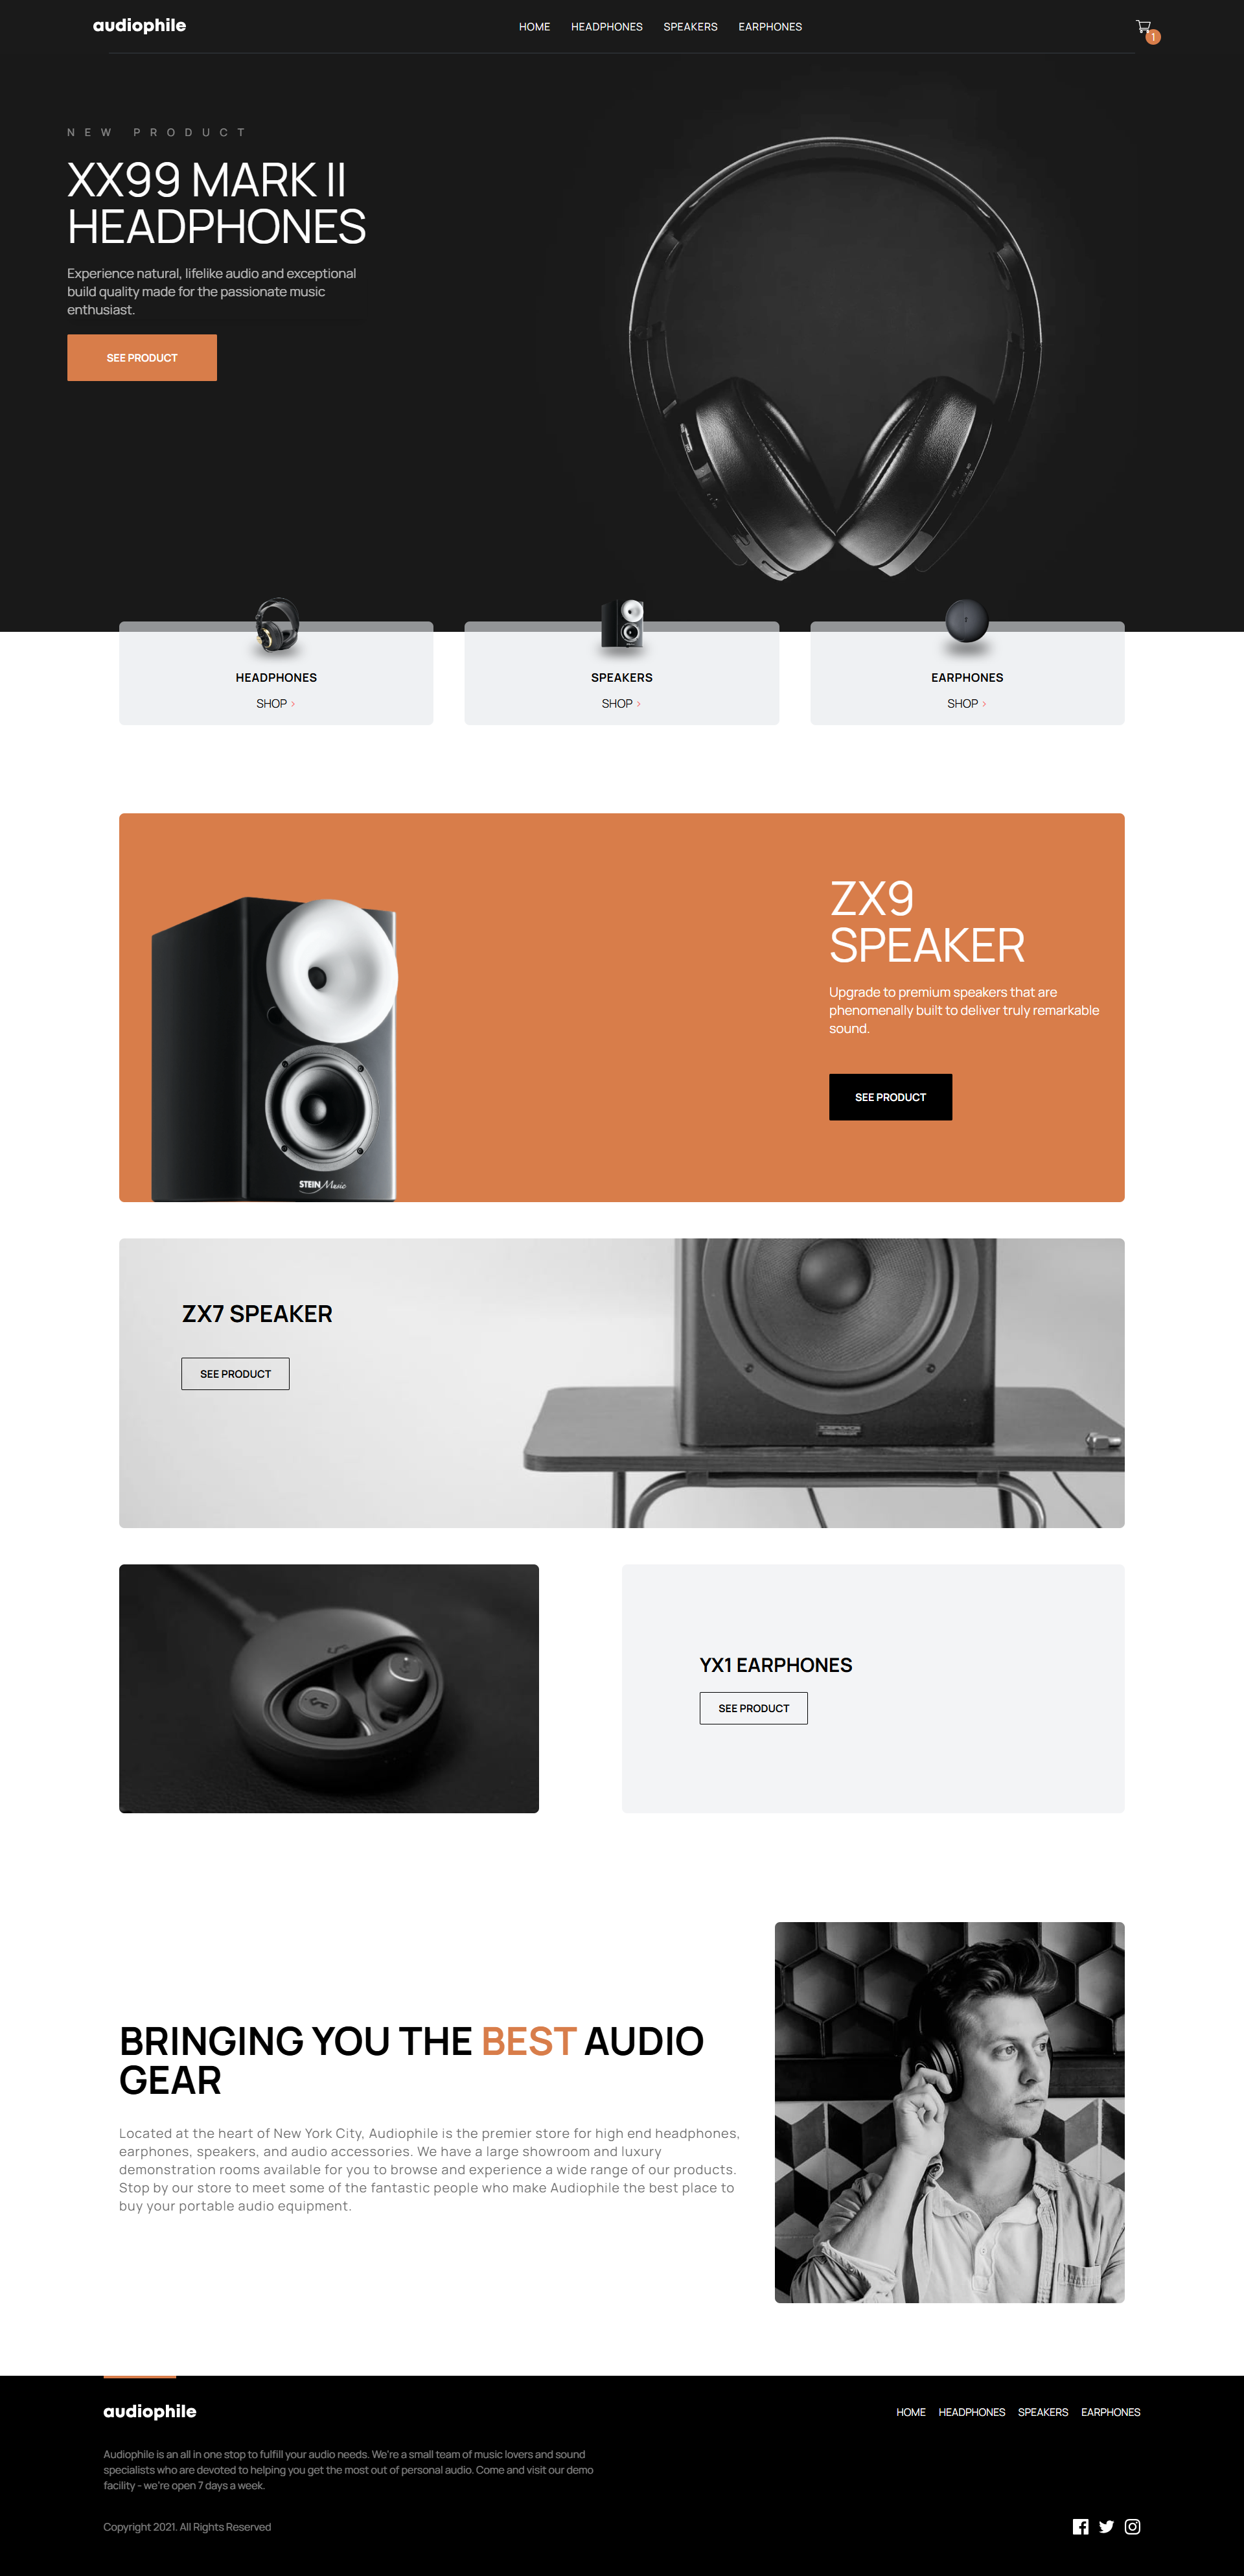 audiophile
HOME HEADPHONES SPEAKERS EARPHONES
1
NEW PRODUCT
XX99 MARK II
HEADPHONES
Experience natural, lifelike audio and exceptional
build quality made for the passionate music
enthusiast.
SEE PRODUCT
HEADPHONES
SHOP >
SPEAKERS
SHOP >
EARPHONES
SHOP >
ZX9
SPEAKER
Upgrade to premium speakers that are
phenomenally built to deliver truly remarkable
sound.
SEE PRODUCT
STEIN Music
ZX7 SPEAKER
SEE PRODUCT
YX1 EARPHONES
SEE PRODUCT
BRINGING YOU THE BEST AUDIO
GEAR
Located at the heart of New York City, Audiophile is the premier store for high end headphones,
earphones, speakers, and audio accessories. We have a large showroom and luxury
demonstration rooms available for you to browse and experience a wide range of our products.
Stop by our store to meet some of the fantastic people who make Audiophile the best place to
buy your portable audio equipment.
audiophile
HOME HEADPHONES SPEAKERS EARPHONES
Audiophile is an all in one stop to fulfill your audio needs. We're a small team of music lovers and sound
specialists who are devoted to helping you get the most out of personal audio. Come and visit our demo
facility - we're open 7 days a week.
Copyright 2021. All Rights Reserved